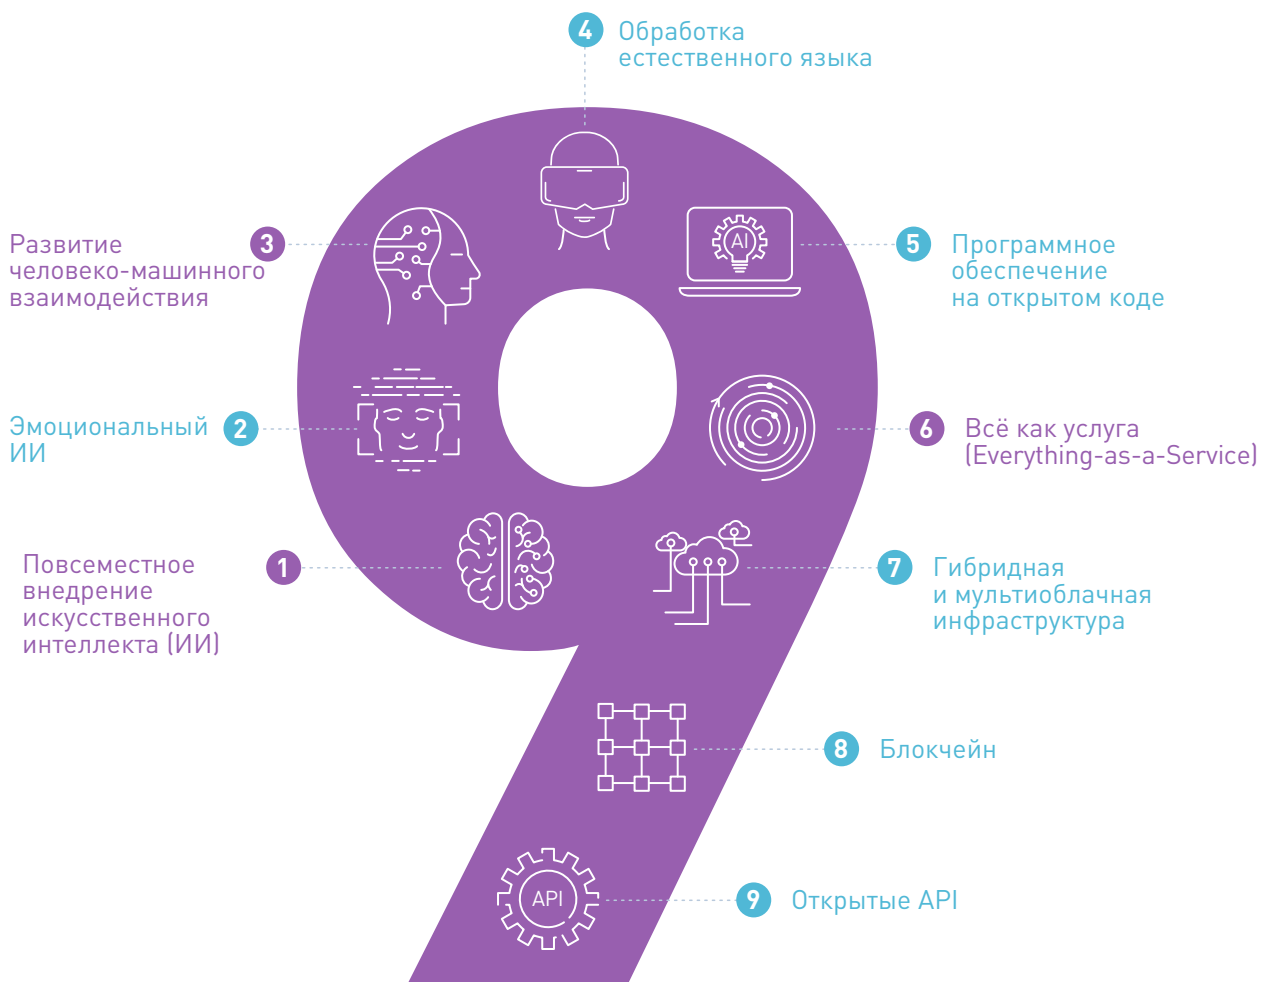 4
Обработка
естественного языка
3
Развитие
человеко-машинного
взаимодействия
AI
5
Программное
обеспечение
на открытом коде
2
Эмоциональный
ИИ
6
Всё как услуга
(Everything-as-a-Service)
1
Повсеместное
внедрение
искусственного
интеллекта (ИИ)
7
Гибридная
и мультиоблачная
инфраструктура
8
Блокчейн
API
9
Открытые API